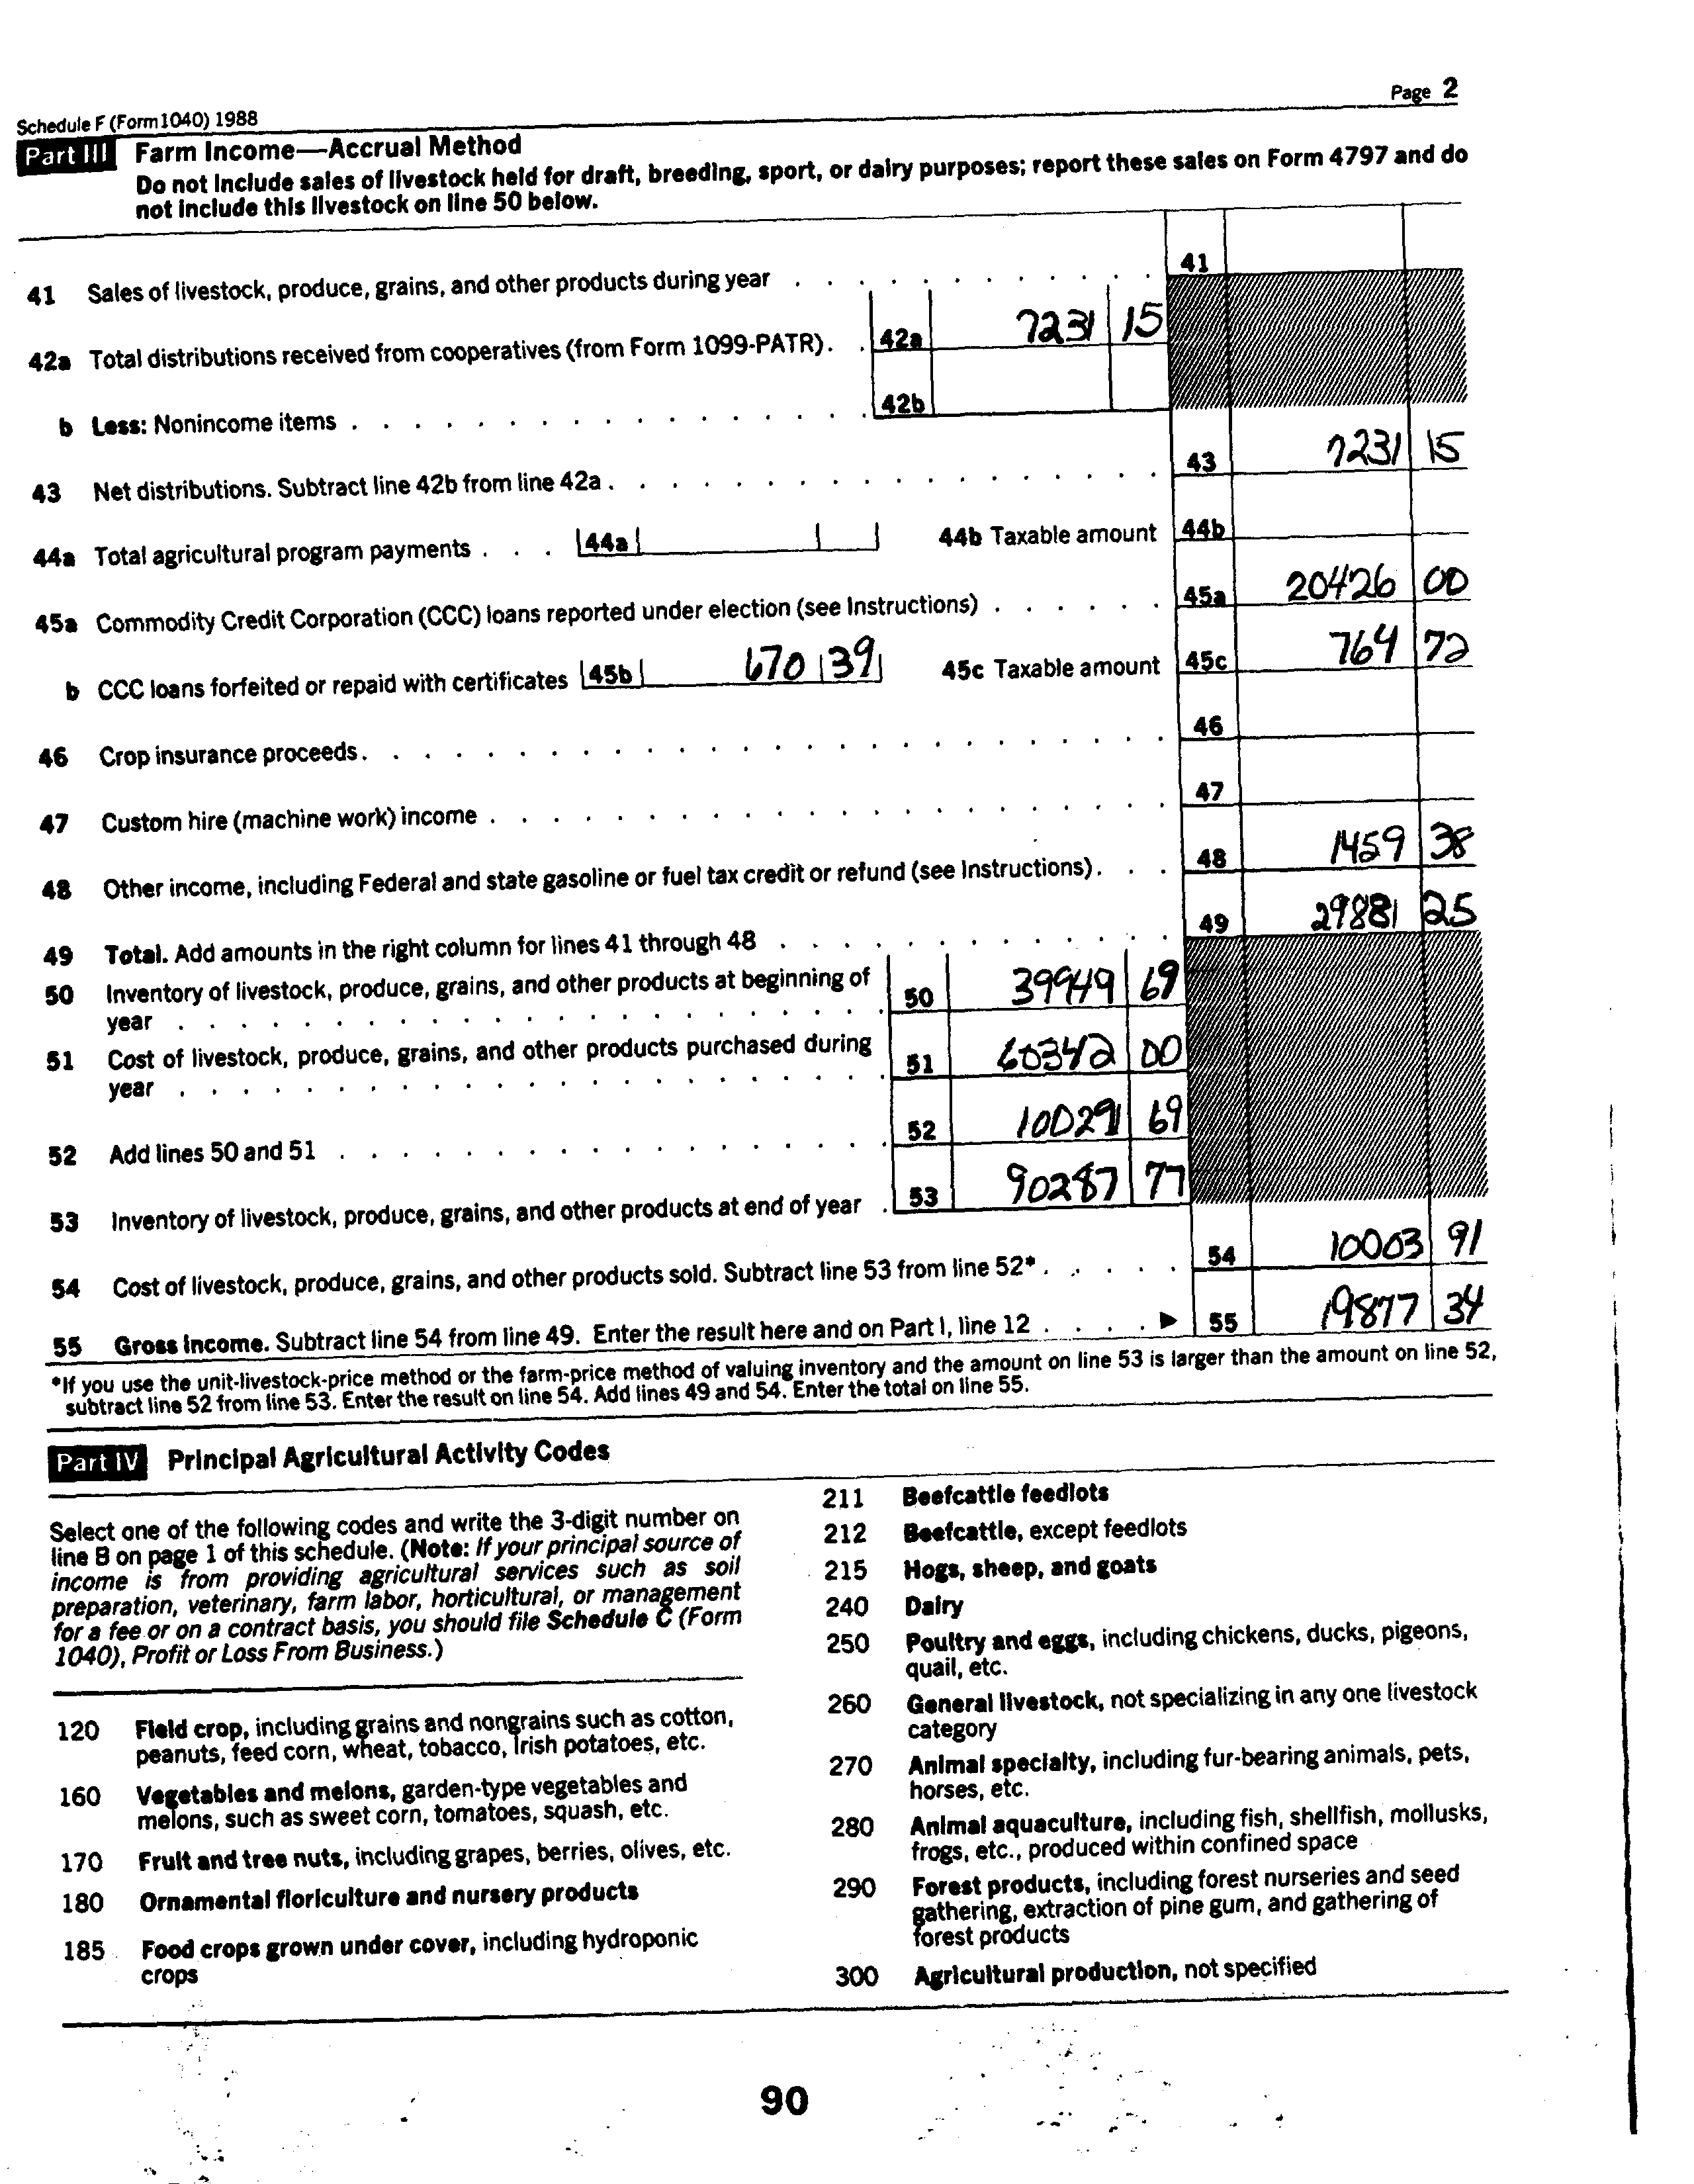 Schedule F (Form 1040) 1988 Page 2
Part III Farm Income—Accrual Method
Do not include sales of livestock held for draft, breeding, sport, or dairy purposes; report these sales on Form 4797 and do
not include this livestock on line 50 below.
41 Sales of livestock, produce, grains, and other products during year . . . . . . . . . . . . 41
42a Total distributions received from cooperatives (from Form 1099-PATR). . 42a 7231 15
b Less: Nonincome items . . . . . . . . . . . . . . . . . 42b
43 Net distributions. Subtract line 42b from line 42a . . . . . . . . . . . . . . . . . . 43 7231 15
44a Total agricultural program payments . . . 44a 44b Taxable amount 44b
45a Commodity Credit Corporation (CCC) loans reported under election (see Instructions) . . . . . . 45a 20426 00
b CCC loans forfeited or repaid with certificates 45b 670 39 45c Taxable amount 45c 764 72
46 Crop insurance proceeds. . . . . . . . . . . . . . . . . . . . . . . . . . 46
47 Custom hire (machine work) income . . . . . . . . . . . . . . . . . . . . . . 47
48 Other income, including Federal and state gasoline or fuel tax credit or refund (see Instructions). . . 48 1459 38
49 Total. Add amounts in the right column for lines 41 through 48 . . . . . . . . . . . . . 49 29881 25
50 Inventory of livestock, produce, grains, and other products at beginning of
year . . . . . . . . . . . . . . . . . . . . . . . 50 39949 69
51 Cost of livestock, produce, grains, and other products purchased during
year . . . . . . . . . . . . . . . . . . . . . . . 51 60342 00
52 Add lines 50 and 51 . . . . . . . . . . . . . . . . . . 52 100291 69
53 Inventory of livestock, produce, grains, and other products at end of year . 53 90287 77
54 Cost of livestock, produce, grains, and other products sold. Subtract line 53 from line 52* . . . . . 54 10003 91
55 Gross income. Subtract line 54 from line 49. Enter the result here and on Part I, line 12 . . . . ▶ 55 19877 34
*If you use the unit-livestock-price method or the farm-price method of valuing inventory and the amount on line 53 is larger than the amount on line 52,
subtract line 52 from line 53. Enter the result on line 54. Add lines 49 and 54. Enter the total on line 55.
Part IV Principal Agricultural Activity Codes
Select one of the following codes and write the 3-digit number on
line B on page 1 of this schedule. (Note: If your principal source of
income is from providing agricultural services such as soil
preparation, veterinary, farm labor, horticultural, or management
for a fee or on a contract basis, you should file Schedule C (Form
1040), Profit or Loss From Business.)
120 Field crop, including grains and nongrains such as cotton,
peanuts, feed corn, wheat, tobacco, Irish potatoes, etc.
160 Vegetables and melons, garden-type vegetables and
melons, such as sweet corn, tomatoes, squash, etc.
170 Fruit and tree nuts, including grapes, berries, olives, etc.
180 Ornamental floriculture and nursery products
185 Food crops grown under cover, including hydroponic
crops
211 Beefcattle feedlots
212 Beefcattle, except feedlots
215 Hogs, sheep, and goats
240 Dairy
250 Poultry and eggs, including chickens, ducks, pigeons,
quail, etc.
260 General livestock, not specializing in any one livestock
category
270 Animal specialty, including fur-bearing animals, pets,
horses, etc.
280 Animal aquaculture, including fish, shellfish, mollusks,
frogs, etc., produced within confined space
290 Forest products, including forest nurseries and seed
gathering, extraction of pine gum, and gathering of
forest products
300 Agricultural production, not specified
90